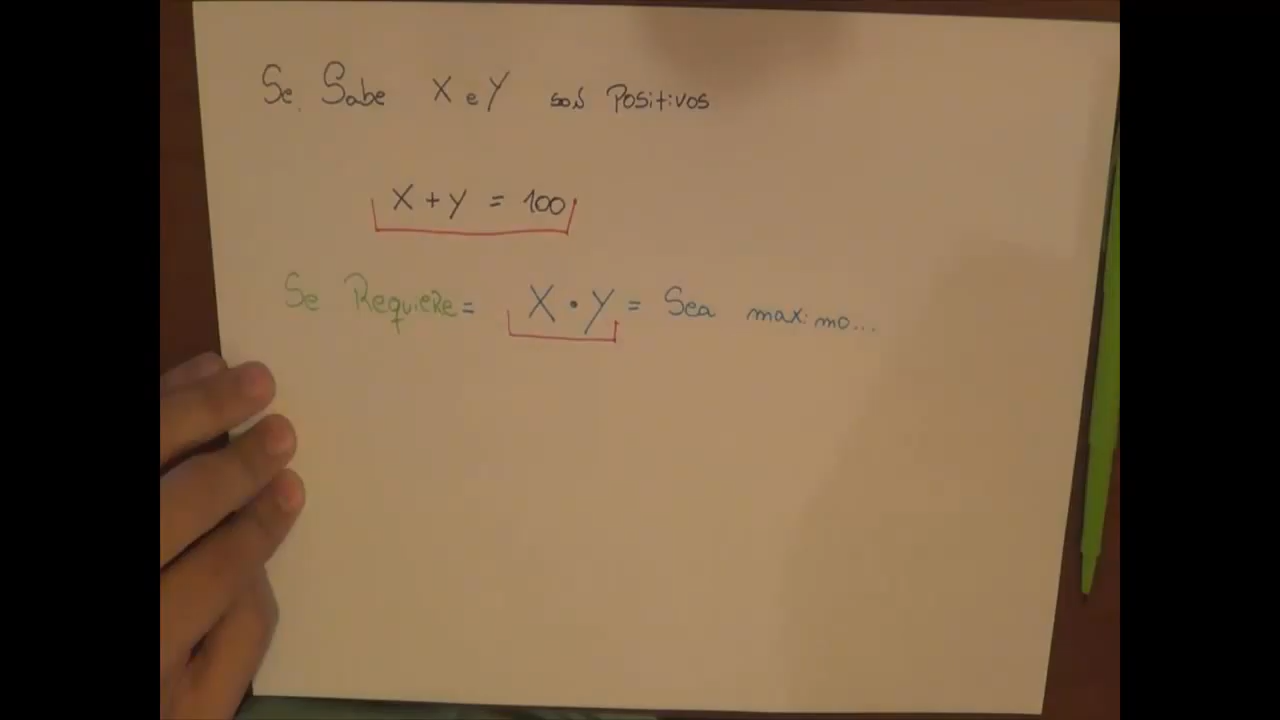 Se Sabe X e Y son Positivos
X + Y = 100
Se Requiere = X • Y = Sea maximo...